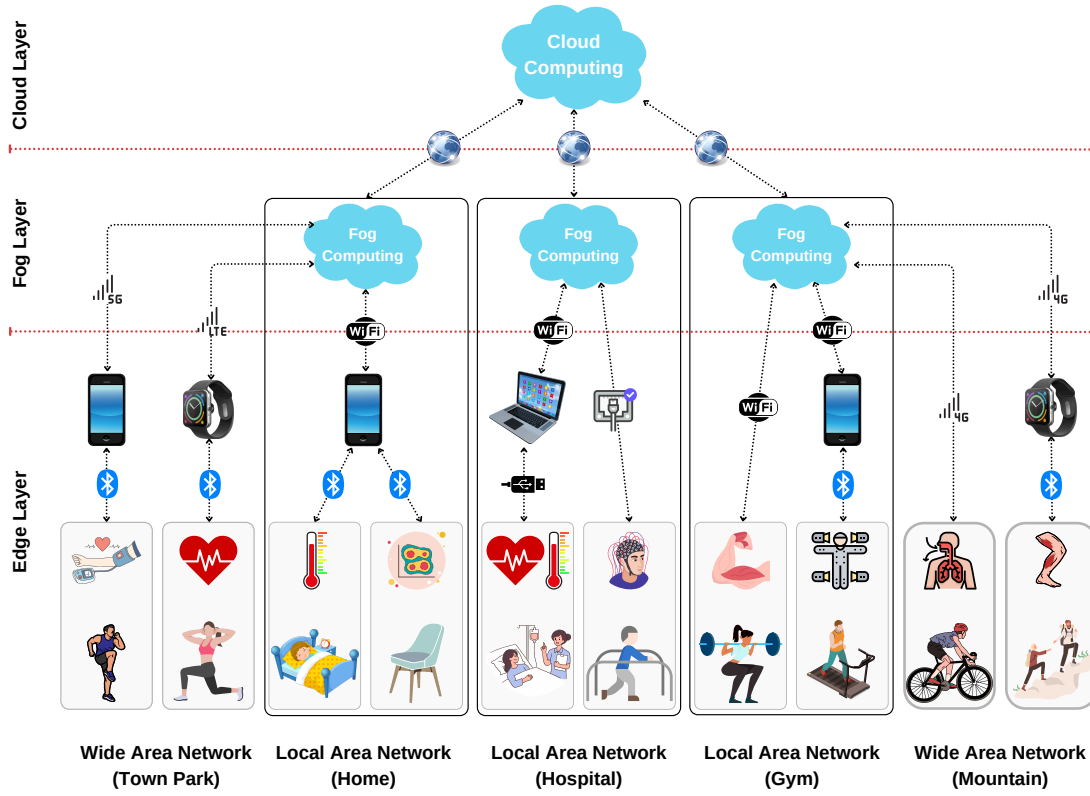 Cloud Layer
Cloud
Computing
Fog Layer
Fog
Computing
Fog
Computing
Fog
Computing
5G
LTE
4G
WiFi
WiFi
WiFi
WiFi
4G
Edge Layer
Wide Area Network
(Town Park)
Local Area Network
(Home)
Local Area Network
(Hospital)
Local Area Network
(Gym)
Wide Area Network
(Mountain)